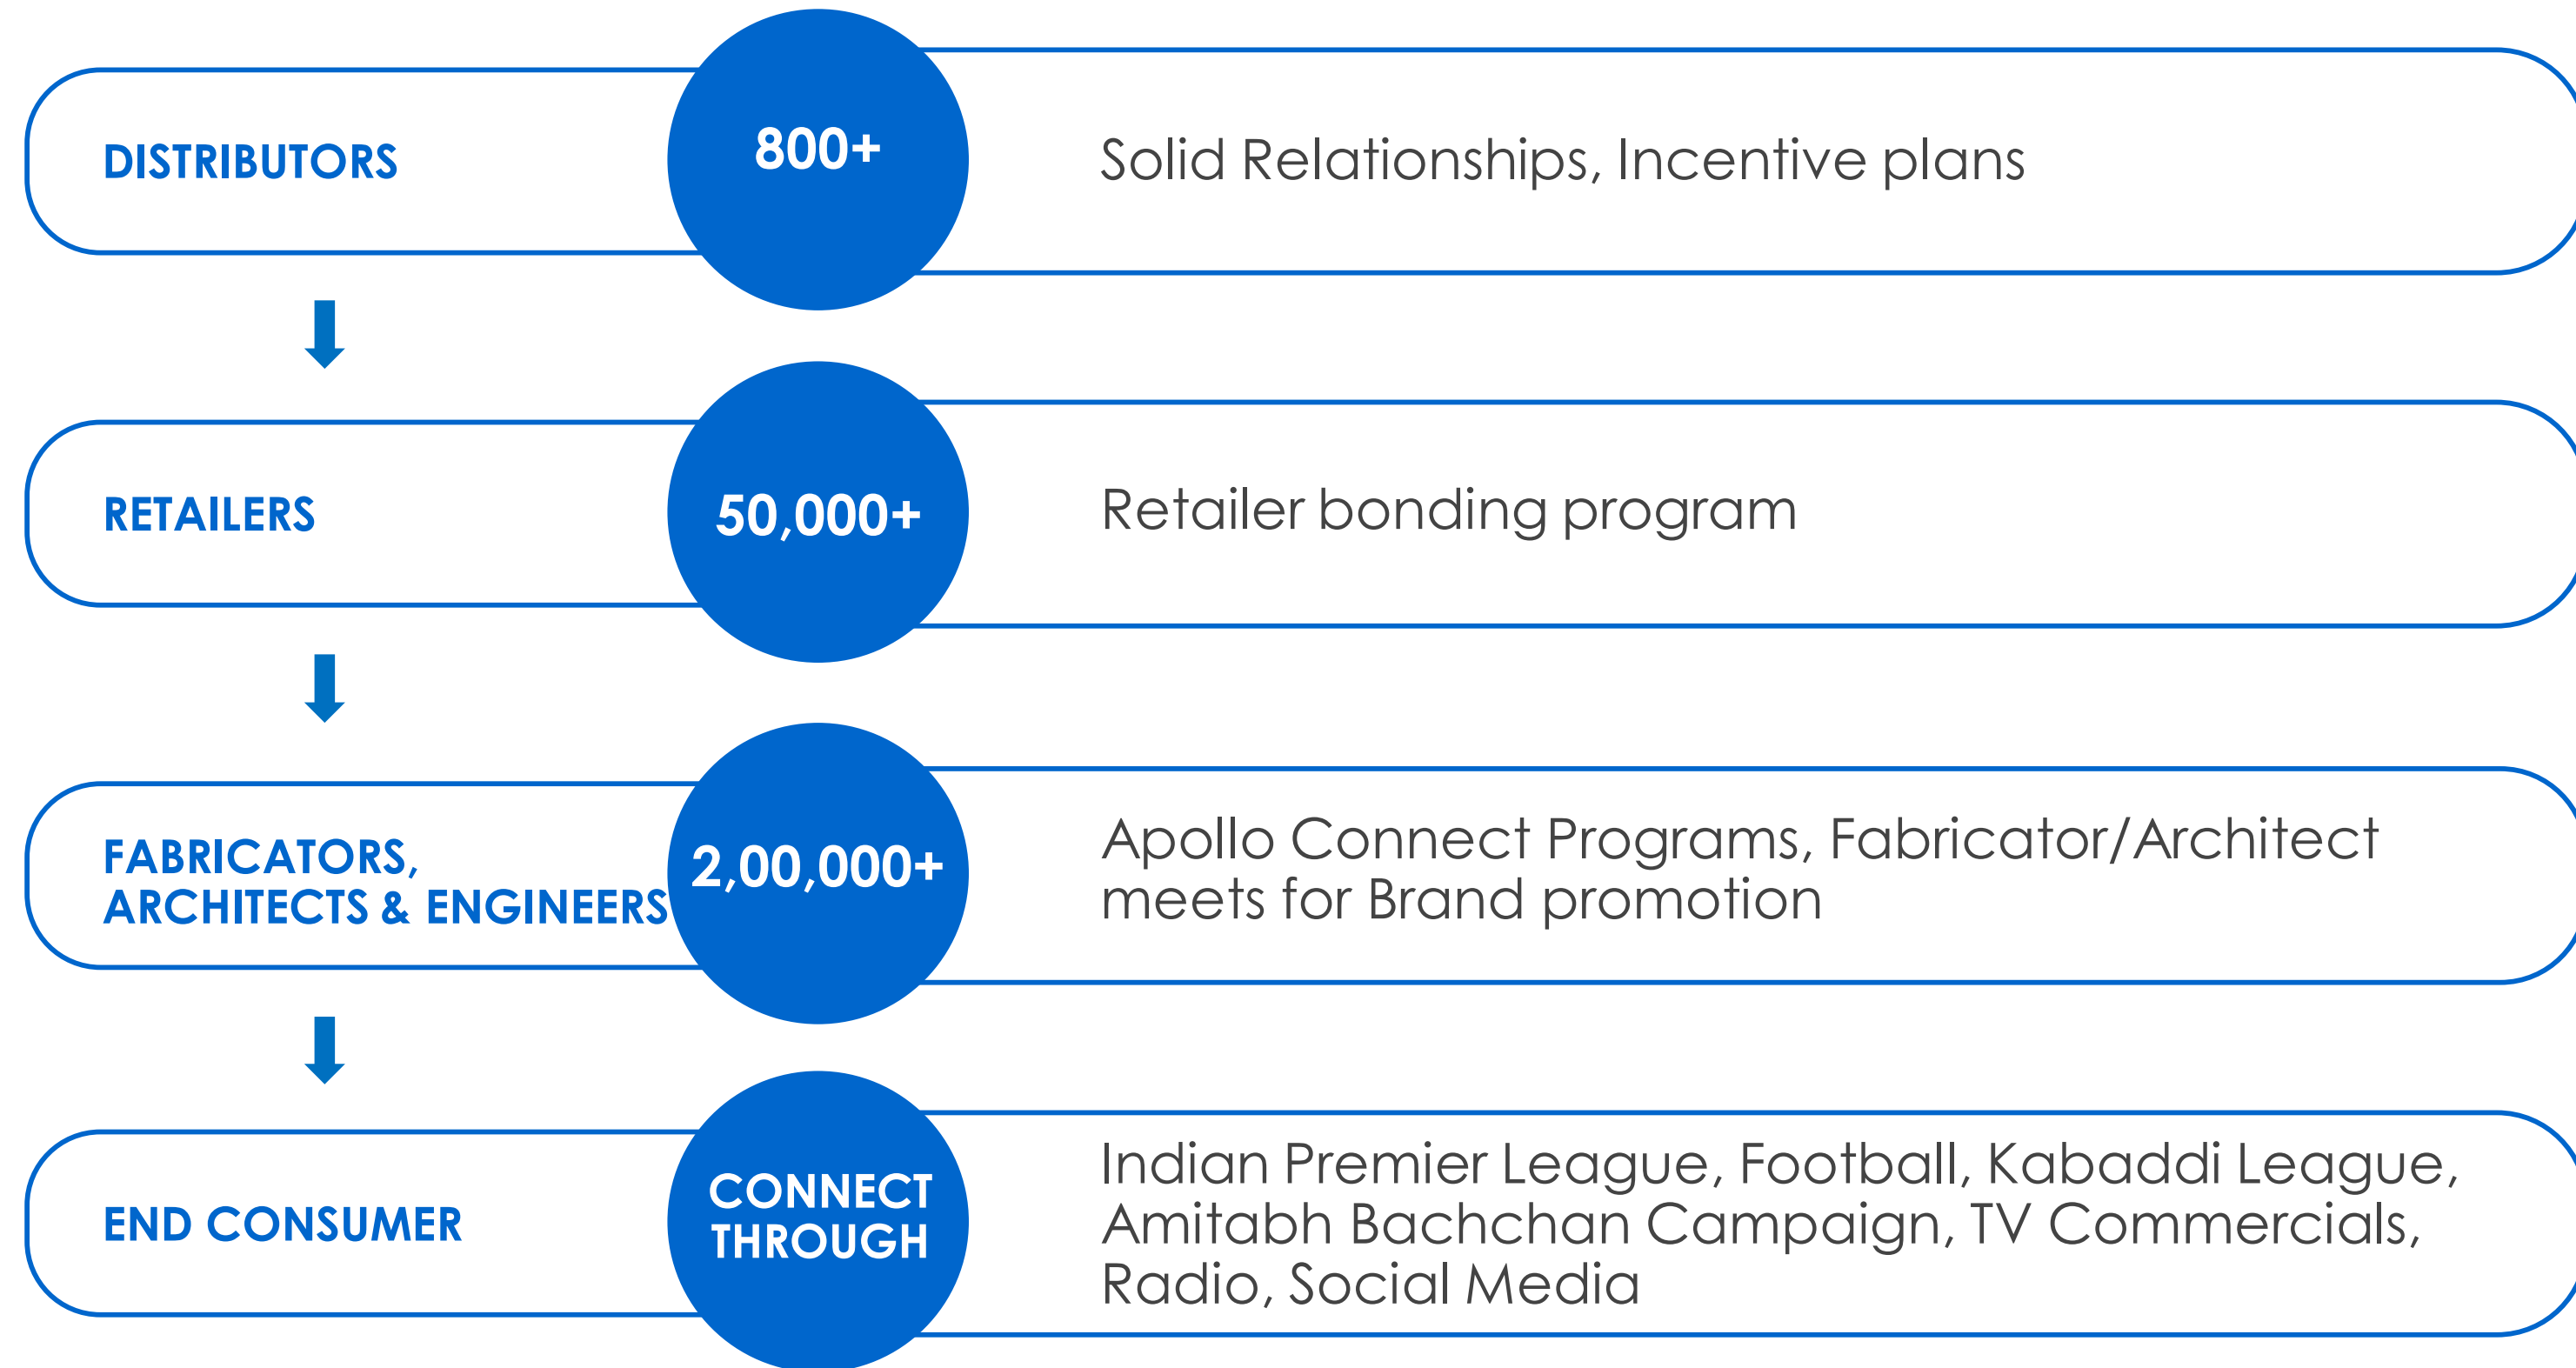 DISTRIBUTORS
800+
Solid Relationships, Incentive plans
RETAILERS
50,000+
Retailer bonding program
FABRICATORS,
ARCHITECTS & ENGINEERS
2,00,000+
Apollo Connect Programs, Fabricator/Architect
meets for Brand promotion
END CONSUMER
CONNECT
THROUGH
Indian Premier League, Football, Kabaddi League,
Amitabh Bachchan Campaign, TV Commercials,
Radio, Social Media